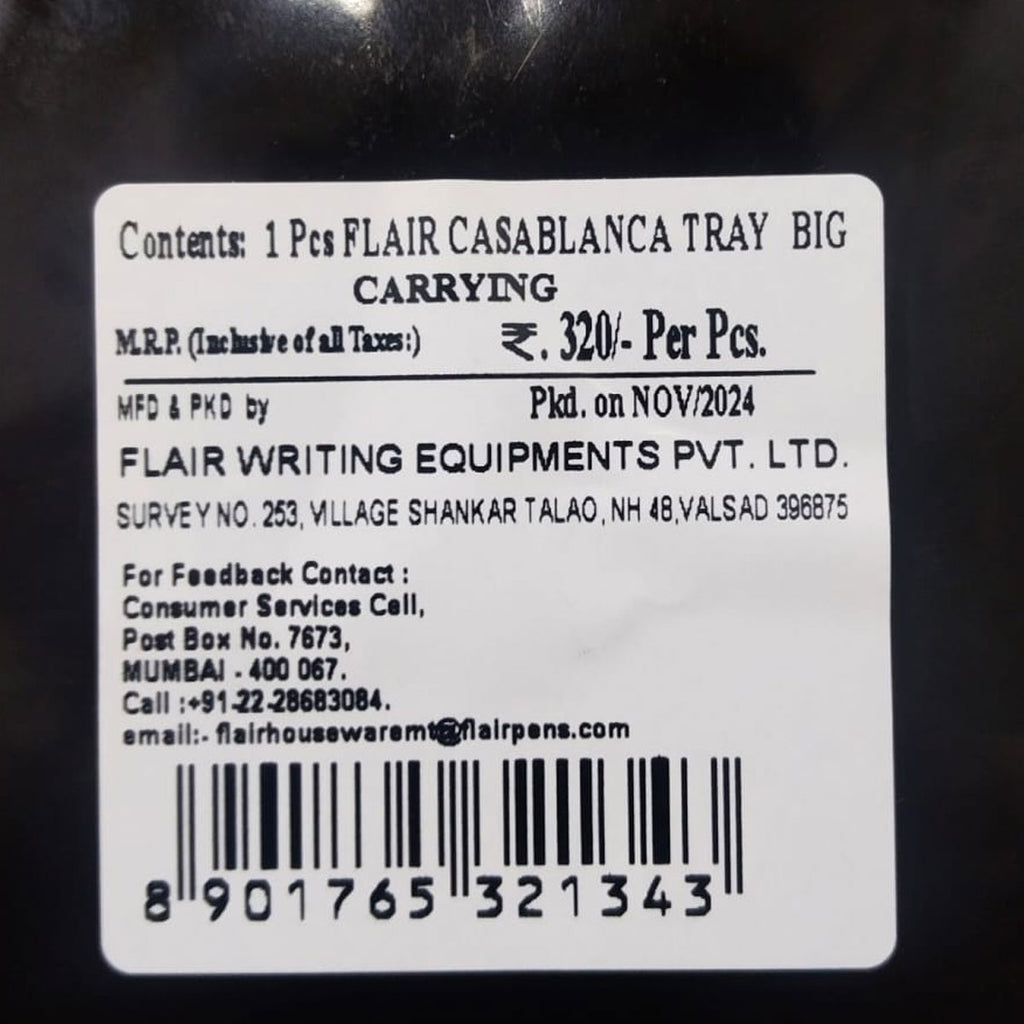 Contents: 1 Pcs FLAIR CASABLANCA TRAY BIG
CARRYING
M.R.P. (Inclusive of all Taxes:) ₹. 320/- Per Pcs.
MFD & PKD by Pkd. on NOV/2024
FLAIR WRITING EQUIPMENTS PVT. LTD.
SURVEY NO. 253, VILLAGE SHANKAR TALAO, NH 48,VALSAD 396875
For Feedback Contact :
Consumer Services Cell,
Post Box No. 7673,
MUMBAI - 400 067.
Call :+91-22-28683084.
email:- flairhousewaremt@flairpens.com
8 901765 321343